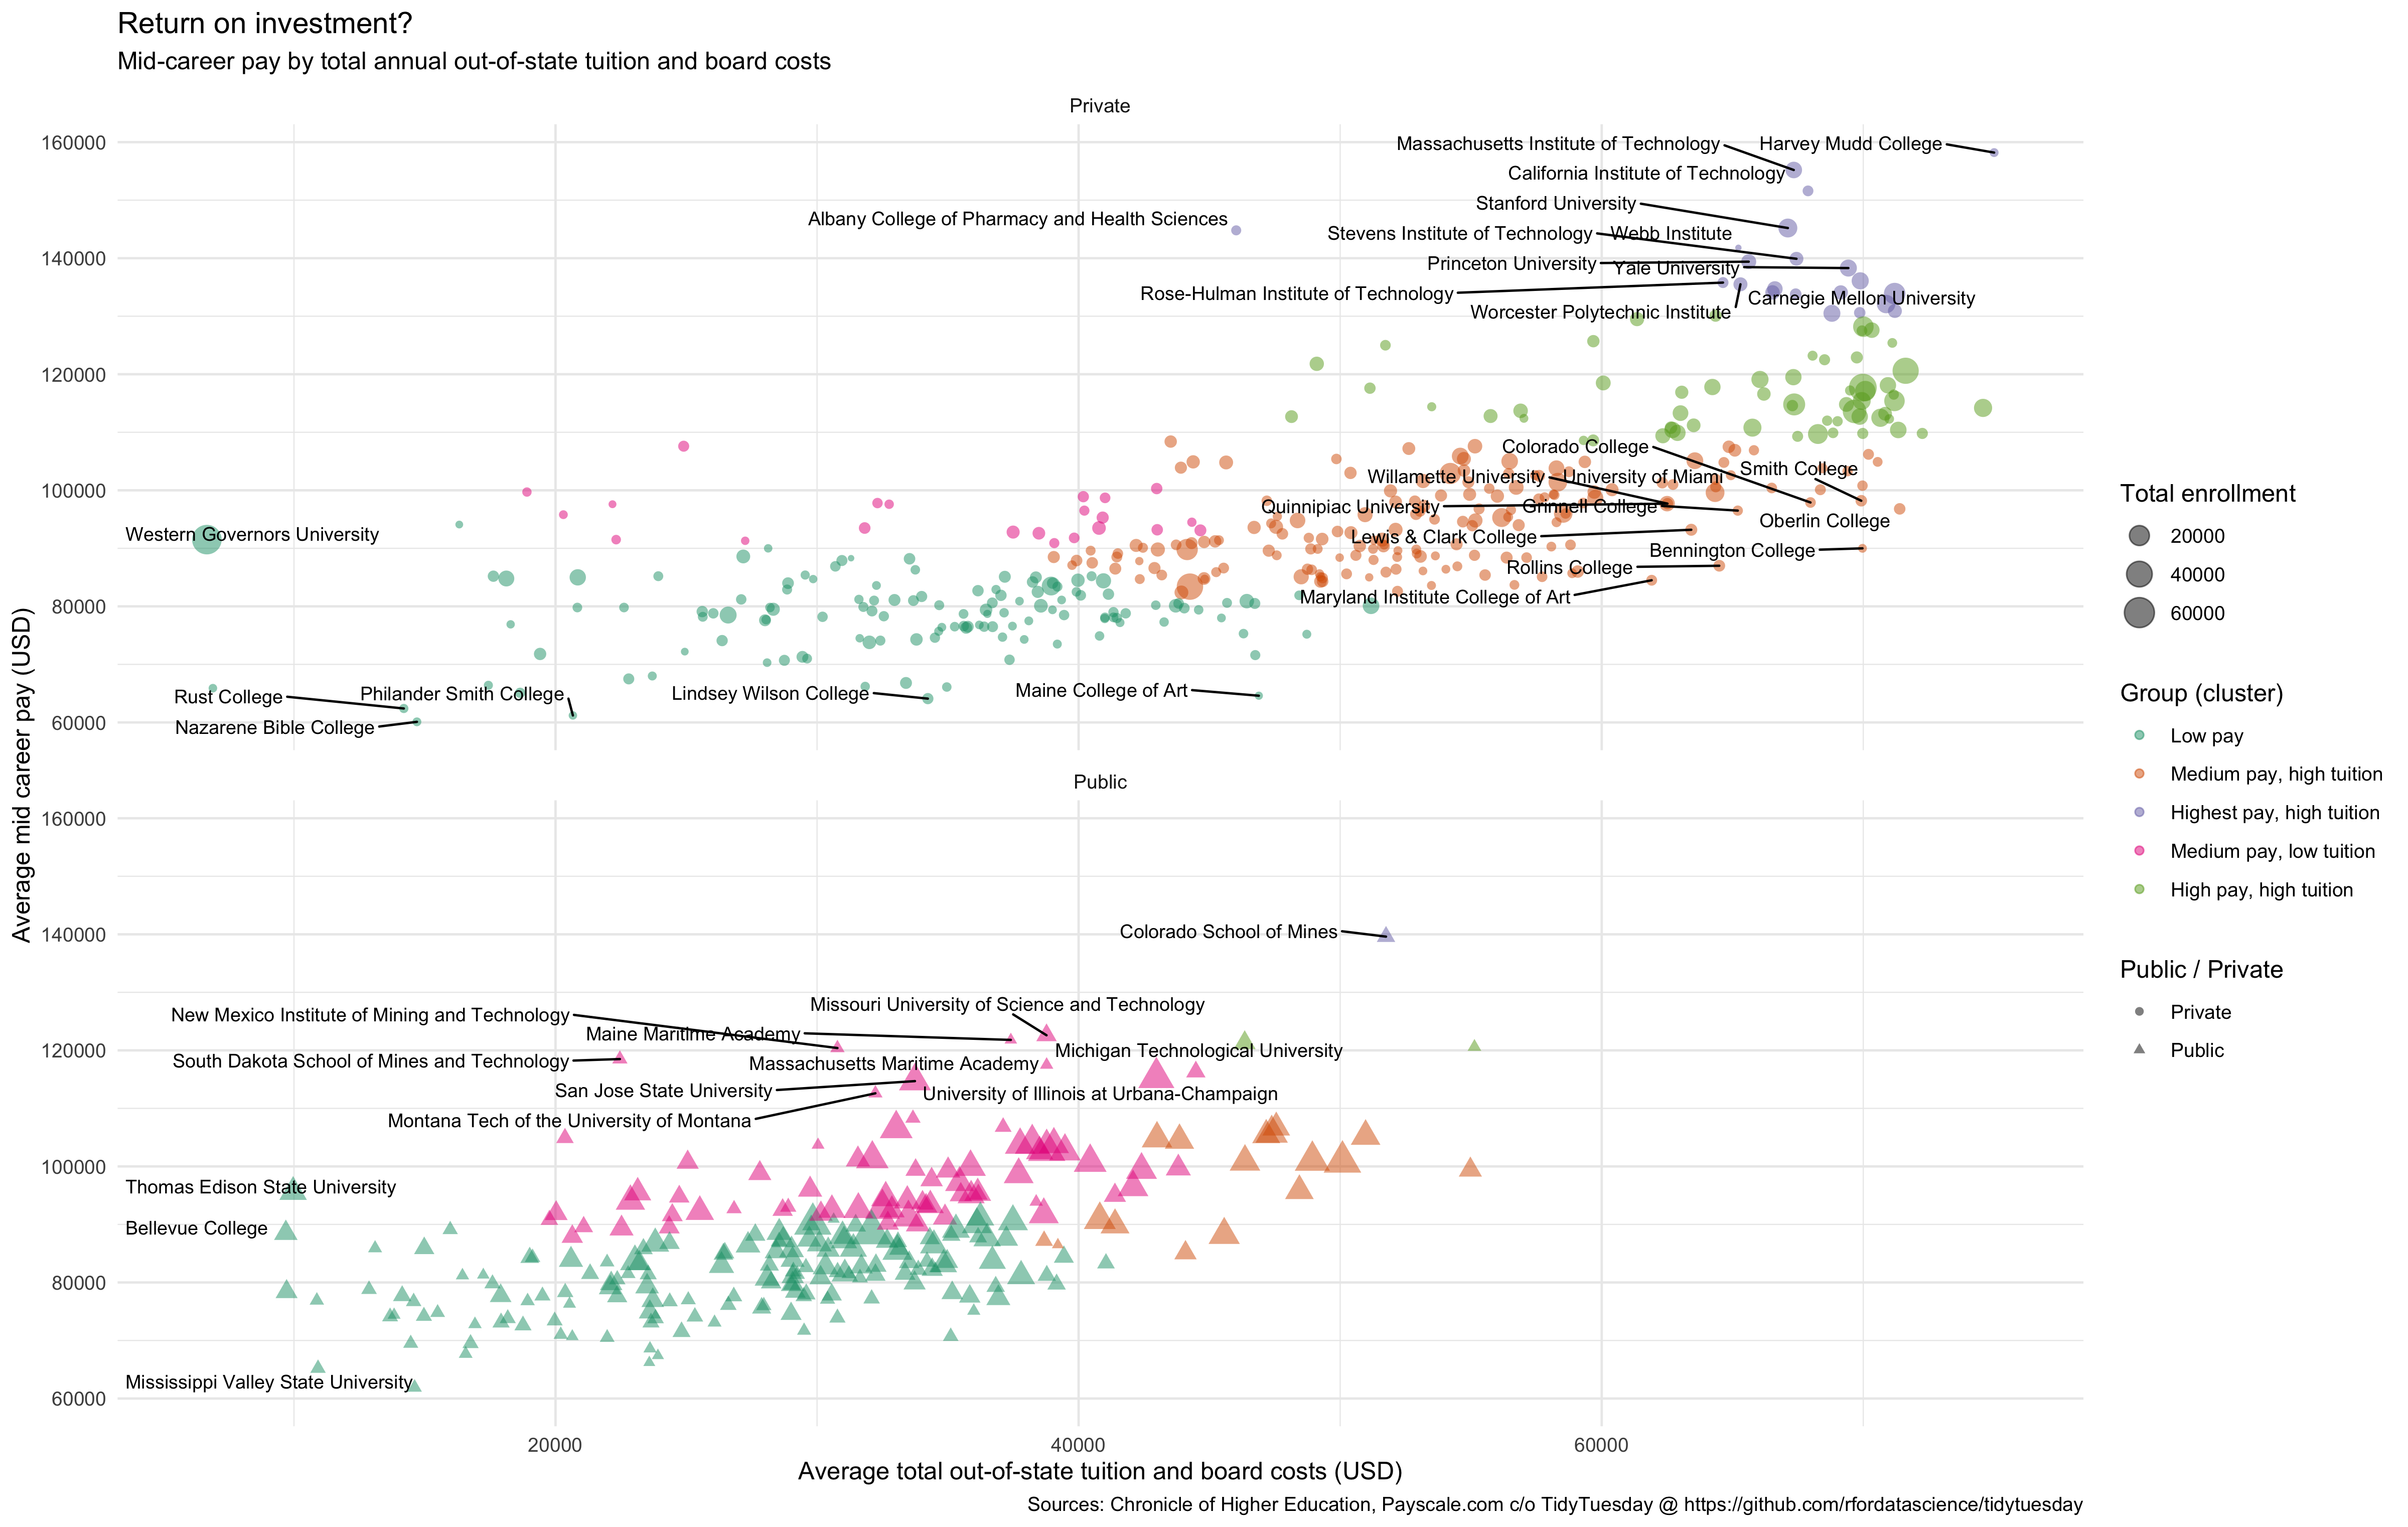 Return on investment?
Mid-career pay by total annual out-of-state tuition and board costs
Private
160000
140000
120000
100000
80000
60000
Massachusetts Institute of Technology
Harvey Mudd College
California Institute of Technology
Stanford University
Albany College of Pharmacy and Health Sciences
Stevens Institute of Technology
Webb Institute
Princeton University
Yale University
Rose-Hulman Institute of Technology
Carnegie Mellon University
Worcester Polytechnic Institute
Colorado College
Smith College
Willamette University
University of Miami
Quinnipiac University
Grinnell College
Oberlin College
Western Governors University
Lewis & Clark College
Bennington College
Rollins College
Maryland Institute College of Art
Rust College
Philander Smith College
Lindsey Wilson College
Maine College of Art
Nazarene Bible College
Average mid career pay (USD)
Public
160000
140000
120000
100000
80000
60000
Colorado School of Mines
Missouri University of Science and Technology
New Mexico Institute of Mining and Technology
Maine Maritime Academy
Michigan Technological University
South Dakota School of Mines and Technology
Massachusetts Maritime Academy
San Jose State University
University of Illinois at Urbana-Champaign
Montana Tech of the University of Montana
Thomas Edison State University
Bellevue College
Mississippi Valley State University
20000
40000
60000
Average total out-of-state tuition and board costs (USD)
Sources: Chronicle of Higher Education, Payscale.com c/o TidyTuesday @ https://github.com/rfordatascience/tidytuesday
Total enrollment
20000
40000
60000
Group (cluster)
Low pay
Medium pay, high tuition
Highest pay, high tuition
Medium pay, low tuition
High pay, high tuition
Public / Private
Private
Public